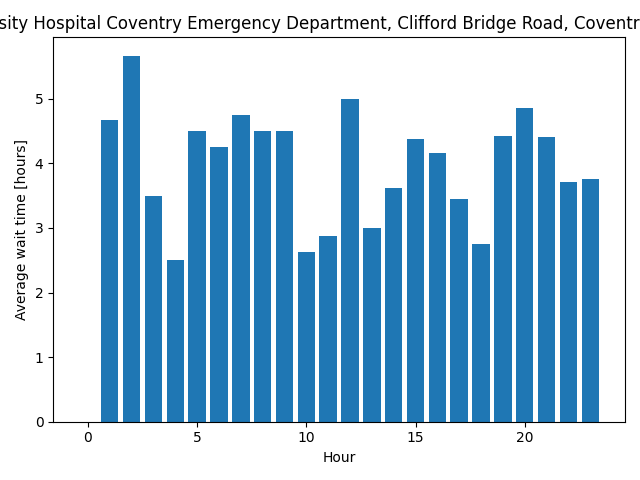 sity Hospital Coventry Emergency Department, Clifford Bridge Road, Coventr
Average wait time [hours]
5
4
3
2
1
0
0 5 10 15 20
Hour